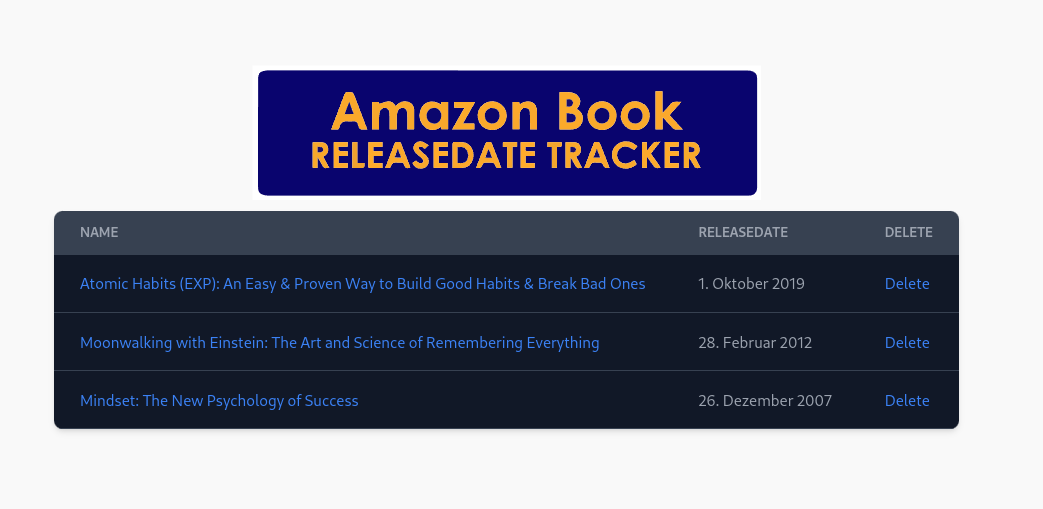 Amazon Book
RELEASEDATE TRACKER
NAME RELEASEDATE DELETE
Atomic Habits (EXP): An Easy & Proven Way to Build Good Habits & Break Bad Ones 1. Oktober 2019 Delete
Moonwalking with Einstein: The Art and Science of Remembering Everything 28. Februar 2012 Delete
Mindset: The New Psychology of Success 26. Dezember 2007 Delete